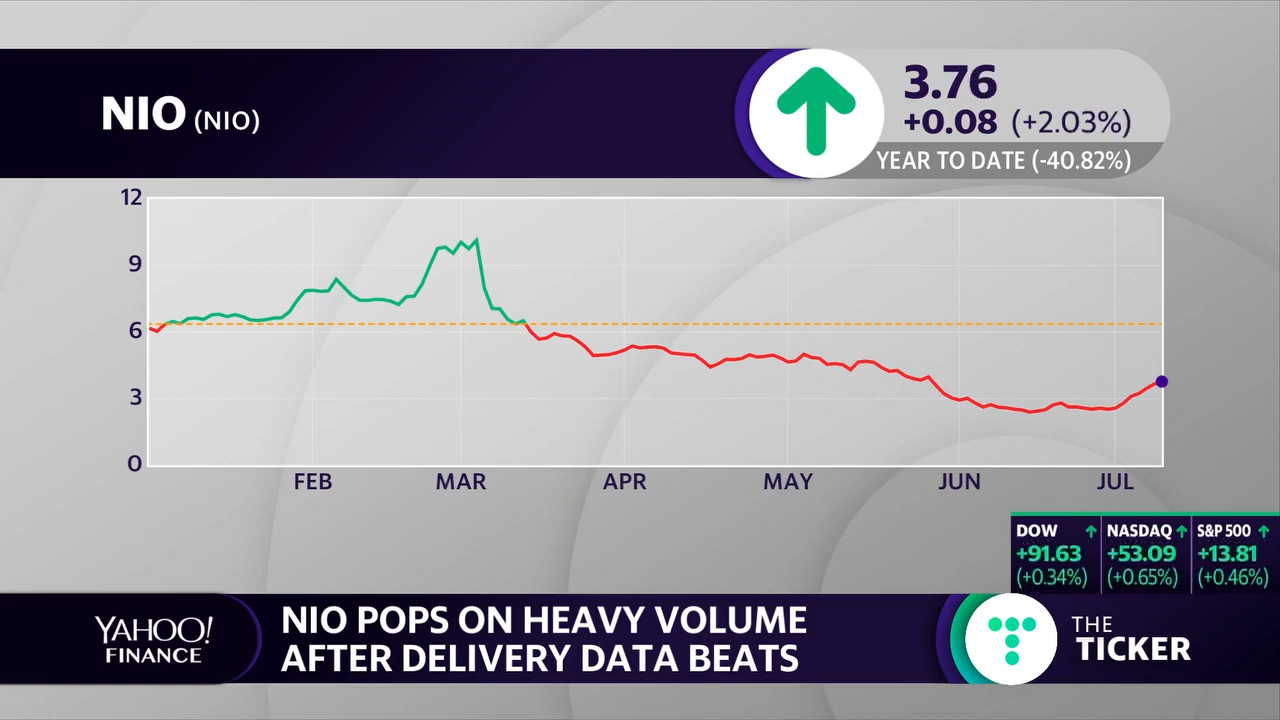 NIO (NIO)
3.76
+0.08 (+2.03%)
YEAR TO DATE (-40.82%)
12
9
6
3
0
FEB MAR APR MAY JUN JUL
DOW NASDAQ S&P 500
+91.63 +53.09 +13.81
(+0.34%) (+0.65%) (+0.46%)
YAHOO!
FINANCE
NIO POPS ON HEAVY VOLUME
AFTER DELIVERY DATA BEATS
THE
TICKER